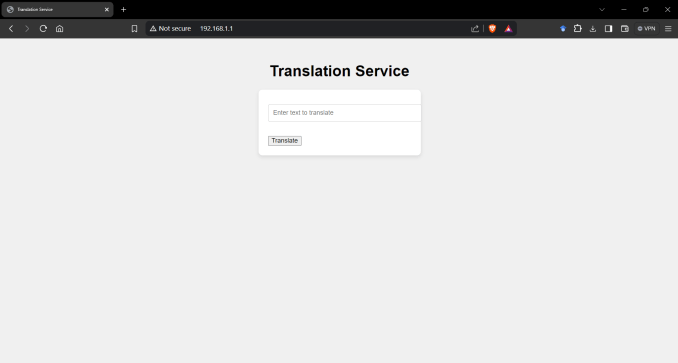 Translation Service
Not secure 192.168.1.1
VPN
Translation Service
Enter text to translate
Translate